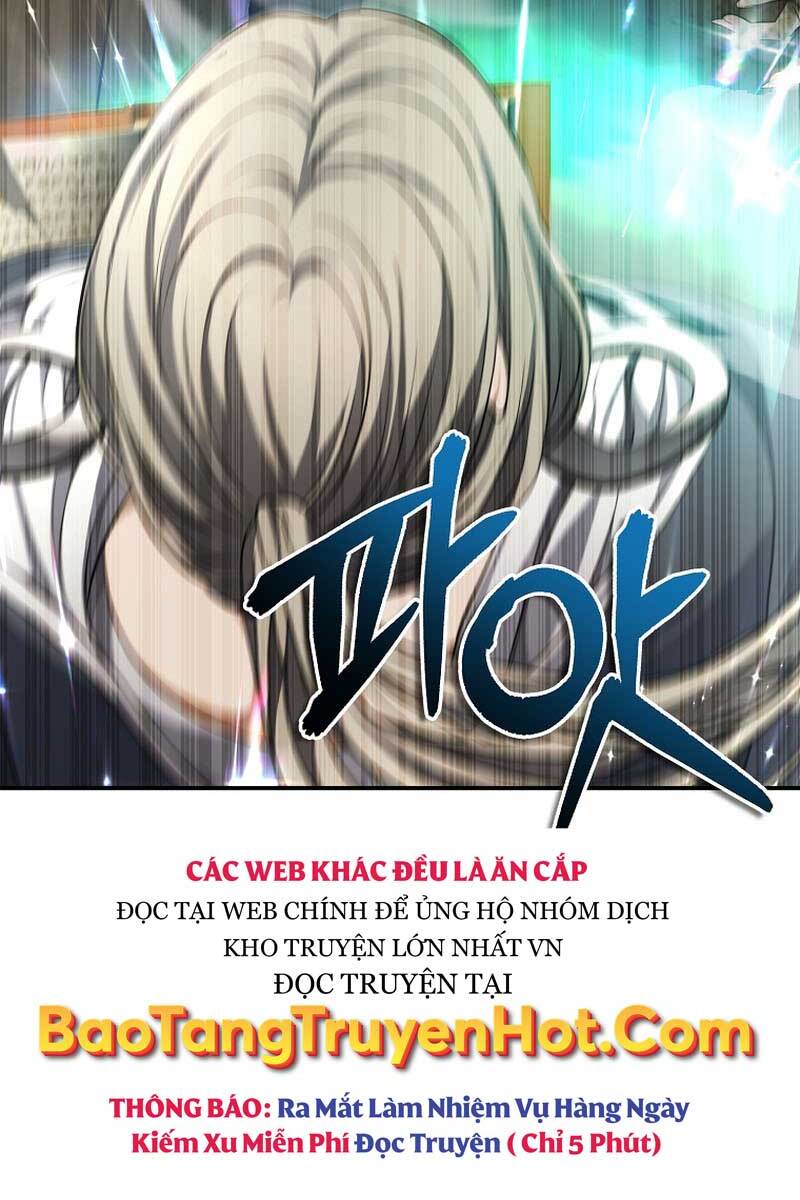 파앗
CÁC WEB KHÁC ĐỀU LÀ ĂN CẮP
ĐỌC TẠI WEB CHÍNH ĐỂ ỦNG HỘ NHÓM DỊCH
KHO TRUYỆN LỚN NHẤT VN
ĐỌC TRUYỆN TẠI
BaoTangTruyenHot.Com
THÔNG BÁO: Ra Mắt Làm Nhiệm Vụ Hàng Ngày
Kiếm Xu Miễn Phí Đọc Truyện ( Chỉ 5 Phút)